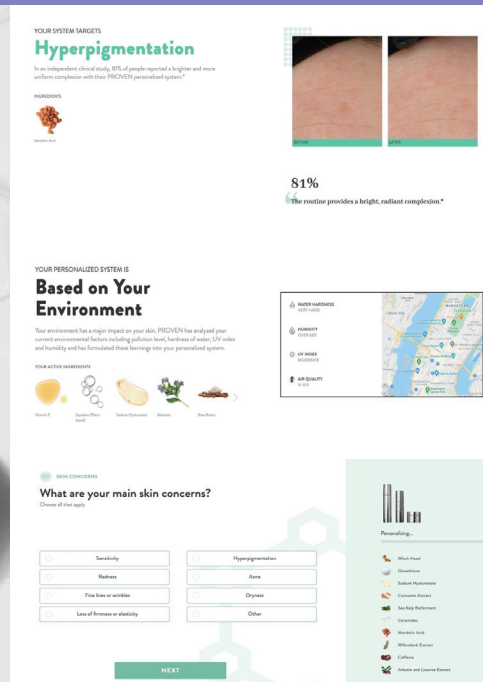 YOUR SYSTEM TARGETS
Hyperpigmentation
In an independent clinical study, 81% of people reported a brighter and more
uniform complexion with their PROVEN personalized system.*
INGREDIENTS
Mandelic Acid
BEFORE
AFTER
81%
The routine provides a bright, radiant complexion.*
YOUR PERSONALIZED SYSTEM IS
Based on Your
Environment
Your environment has a major impact on your skin. PROVEN has analyzed your
current environmental factors including pollution level, hardness of water, UV index
and humidity and has formulated these learnings into your personalized system.
YOUR ACTIVE INGREDIENTS
Vitamin E
Squalane (Plant
based)
Sodium Hyaluronate
Allantoin
Shea Butter
WATER HARDNESS
VERY HARD
HUMIDITY
UV INDEX
MODERATE
AIR QUALITY
MANHATTAN
SKIN CONCERNS
What are your main skin concerns?
Choose all that apply
Sensitivity
Hyperpigmentation
Redness
Acne
Fine lines or wrinkles
Dryness
Loss of firmness or elasticity
Other
NEXT
Personalizing...
Witch Hazel
Glutathione
Sodium Hyaluronate
Curcumin Extract
Sea Kelp Bioferment
Ceramides
Mandelic Acid
Willowbark Extract
Caffeine
Arbutin and Licorice Extract